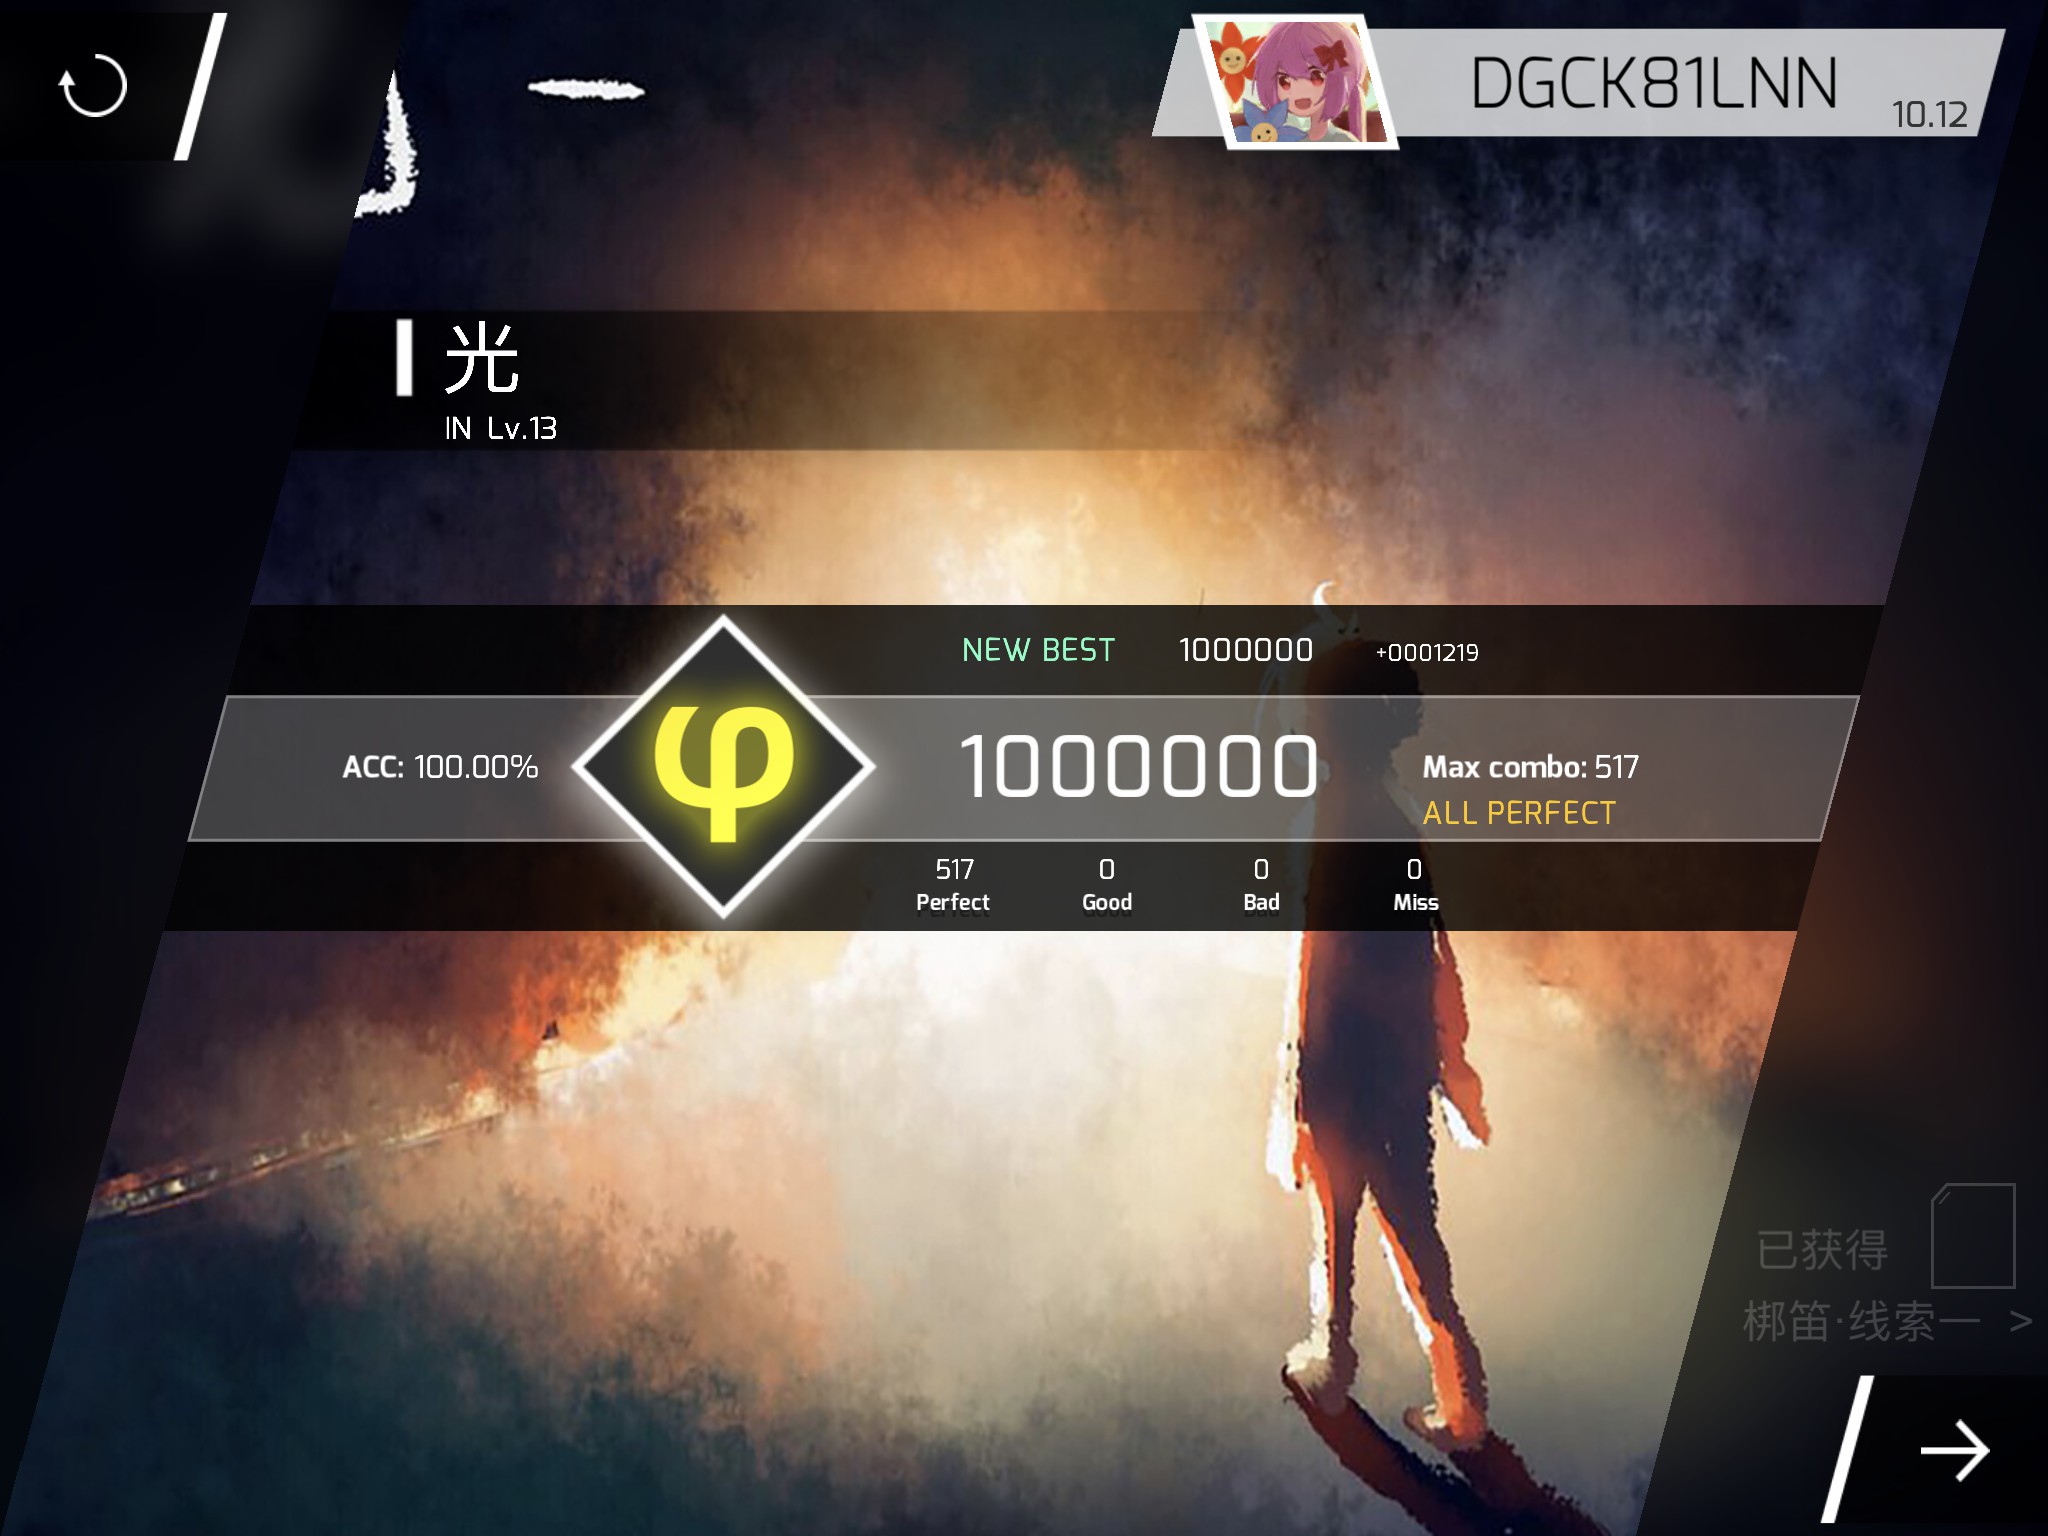 DGCK81LNN
10.12
光
IN Lv.13
NEW BEST 1000000 +0001219
φ
ACC: 100.00%
1000000
Max combo: 517
ALL PERFECT
517 0 0 0
Perfect Good Bad Miss
已获得
梆笛·线索一 >